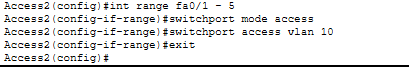 Access2(config)#int range fa0/1 - 5
Access2(config-if-range)#switchport mode access
Access2(config-if-range)#switchport access vlan 10
Access2(config-if-range)#exit
Access2(config)#